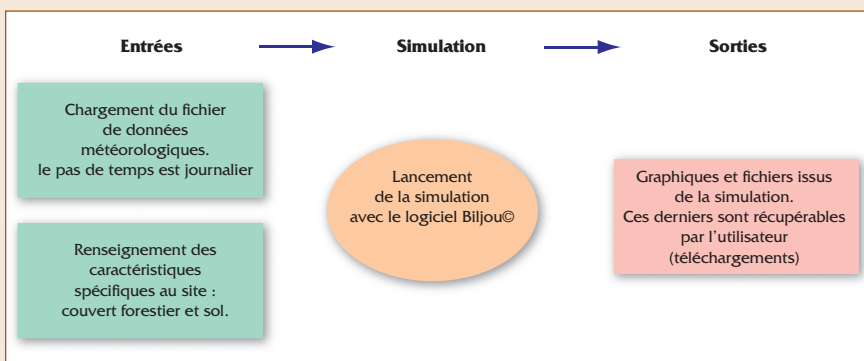 Entrées
Simulation
Sorties
Chargement du fichier
de données
météorologiques.
le pas de temps est journalier
Renseignement des
caractéristiques
spécifiques au site :
couvert forestier et sol.
Lancement
de la simulation
avec le logiciel Biljou©
Graphiques et fichiers issus
de la simulation.
Ces derniers sont récupérables
par l’utilisateur
(téléchargements)